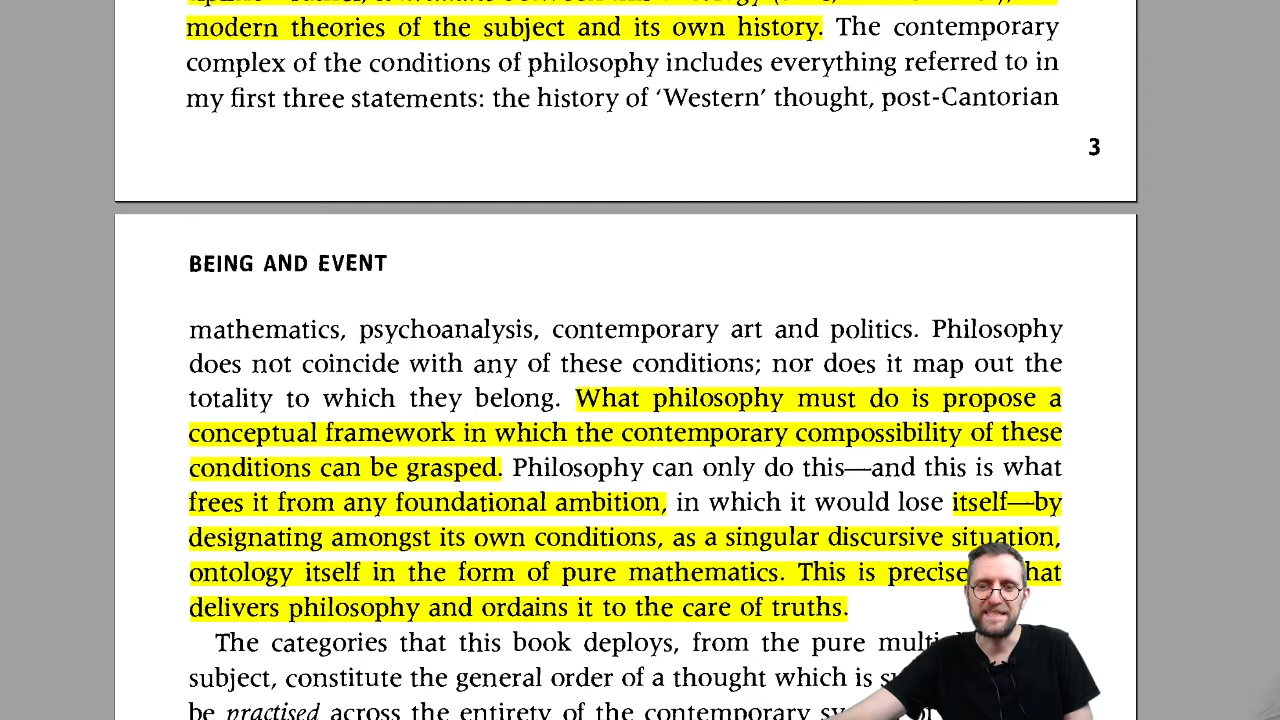 modern theories of the subject and its own history. The contemporary
complex of the conditions of philosophy includes everything referred to in
my first three statements: the history of ‘Western’ thought, post-Cantorian
3
BEING AND EVENT
mathematics, psychoanalysis, contemporary art and politics. Philosophy
does not coincide with any of these conditions; nor does it map out the
totality to which they belong. What philosophy must do is propose a
conceptual framework in which the contemporary compossibility of these
conditions can be grasped. Philosophy can only do this—and this is what
frees it from any foundational ambition, in which it would lose itself—by
designating amongst its own conditions, as a singular discursive situation,
ontology itself in the form of pure mathematics. This is
delivers philosophy and ordains it to the care of truths.
The categories that this book deploys, from the pure
subject, constitute the general order of a thought which is
be practised across the entirety of the contemporary